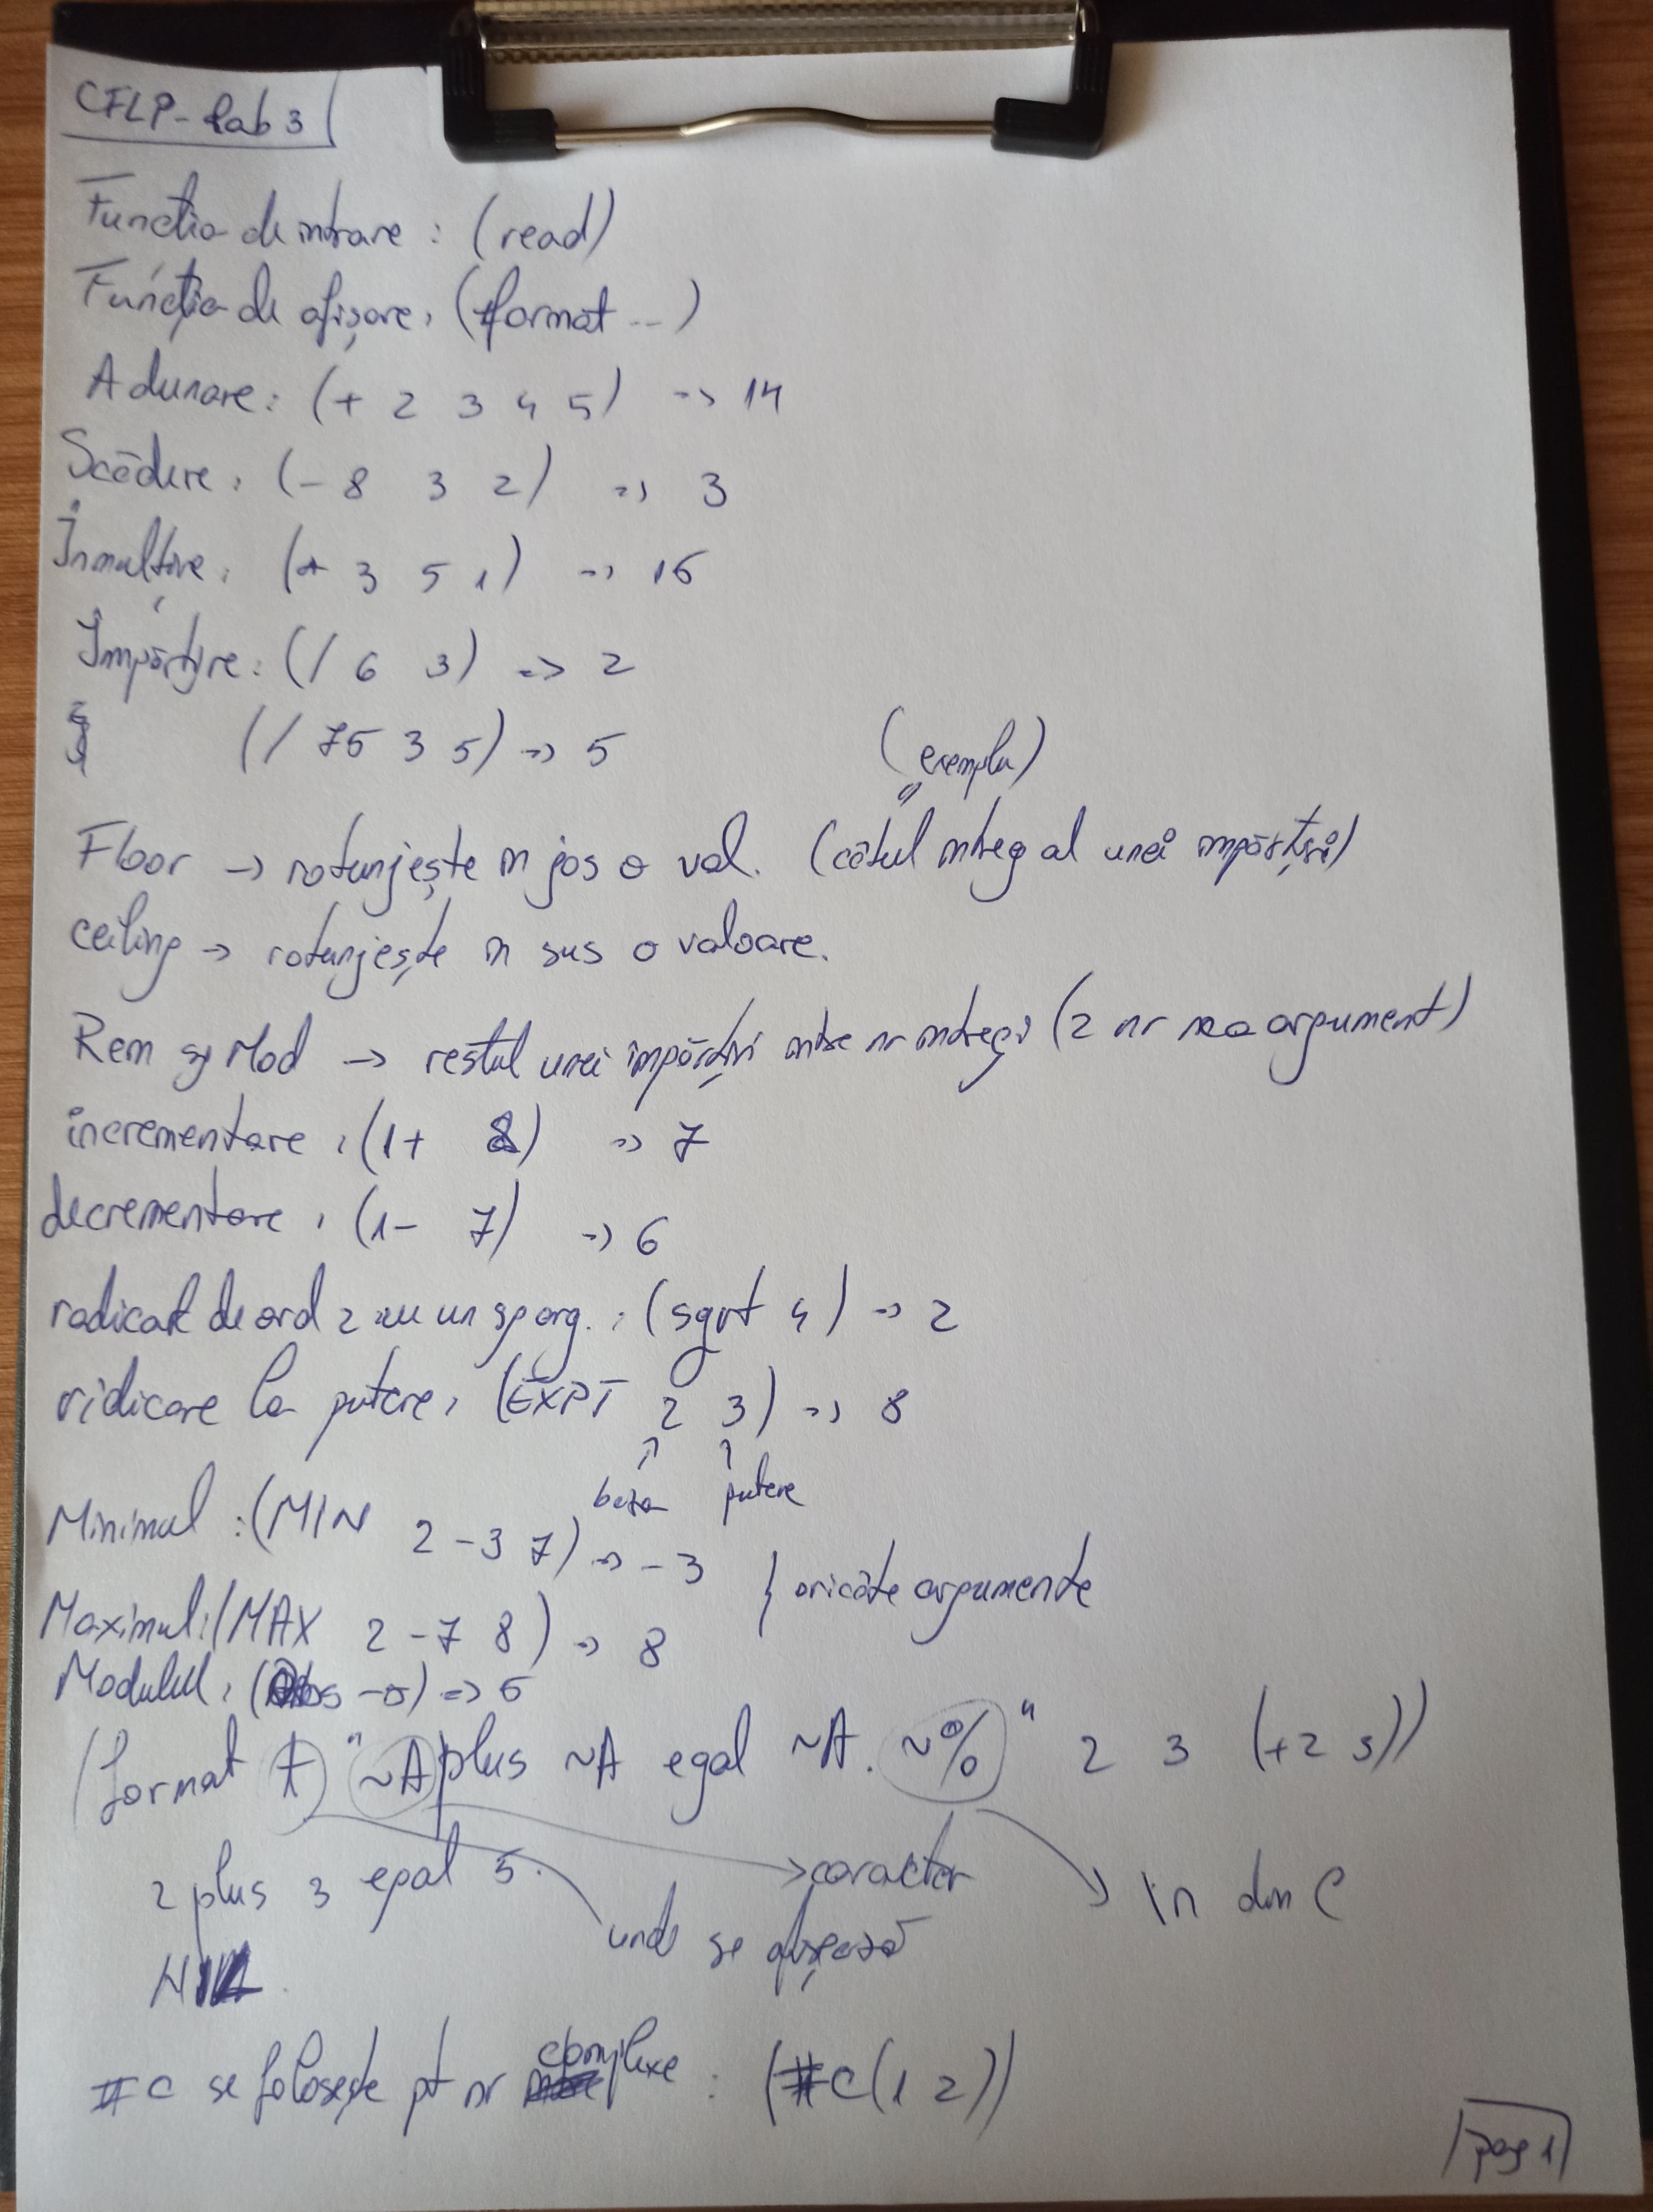 CFLP - Lab 3
Funcția de intrare : (read)
Funcția de afișare : (format ...)
Adunare : (+ 2 3 4 5) => 14
Scădere : (- 8 3 2) => 3
Înmulțire : (* 3 5 1) => 15
Împărțire : (/ 6 3) => 2
(/ 75 3 5) => 5
(exemplu)
Floor -> rotunjește în jos o val. (câtul întreg al unei împărțiri)
ceiling -> rotunjește în sus o valoare.
Rem și Mod -> restul unei împărțiri între nr întregi (2 nr ca argument)
incrementare : (1+ ) => 7
decrementare : (1- 7) => 6
radical de ord 2 cu un sg arg. : (sqrt 4) => 2
ridicare la putere : (EXPT 2 3) => 8
baza putere
Minimul : (MIN 2 -3 7) => -3
} oricâte argumente
Maximul : (MAX 2 -7 8) => 8
Modulul : (Abs -5) => 5
(format t "~A plus ~A egal ~A. ~%" 2 3 (+ 2 3))
2 plus 3 egal 5.
-> caracter
\n din C
unde se afișează
#C se folosește pt nr complexe : (#C(1 2))
pag 1